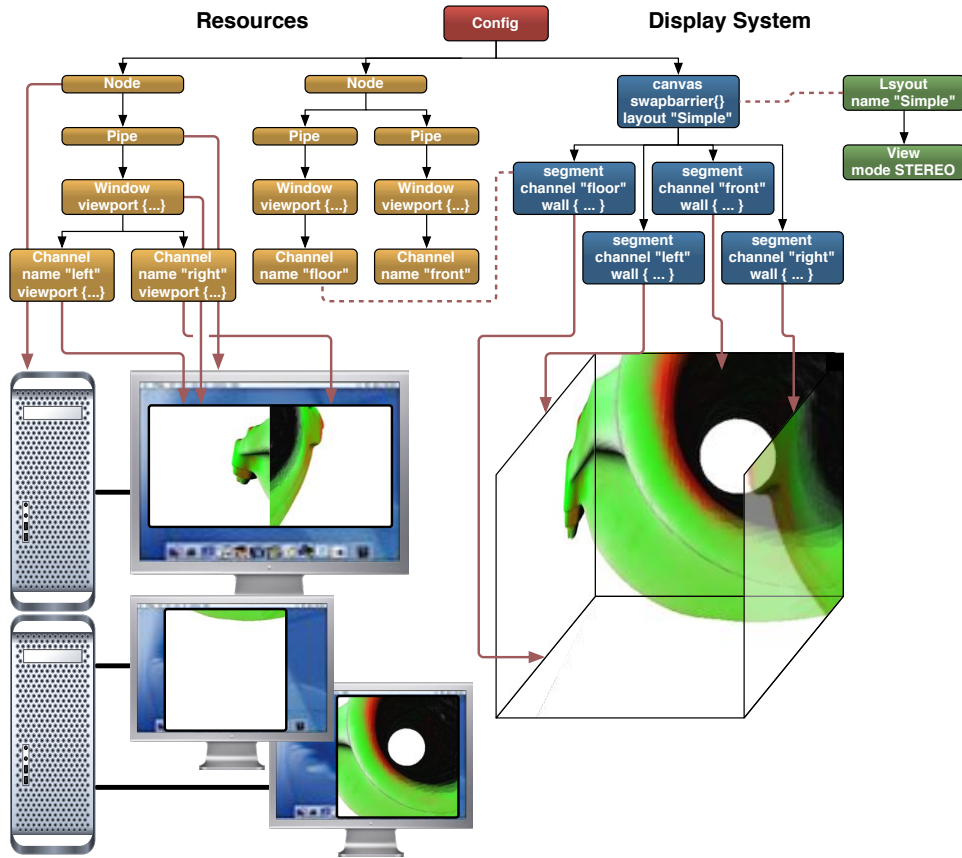 Resources
Config
Display System
Node
Node
canvas
swapbarrier{}
layout "Simple"
Lsyout
name "Simple"
Pipe
Pipe
Pipe
View
mode STEREO
Window
viewport {...}
Window
viewport {...}
Window
viewport {...}
segment
channel "floor"
wall { ... }
segment
channel "front"
wall { ... }
Channel
name "left"
viewport {...}
Channel
name "right"
viewport {...}
Channel
name "floor"
Channel
name "front"
segment
channel "left"
wall { ... }
segment
channel "right"
wall { ... }